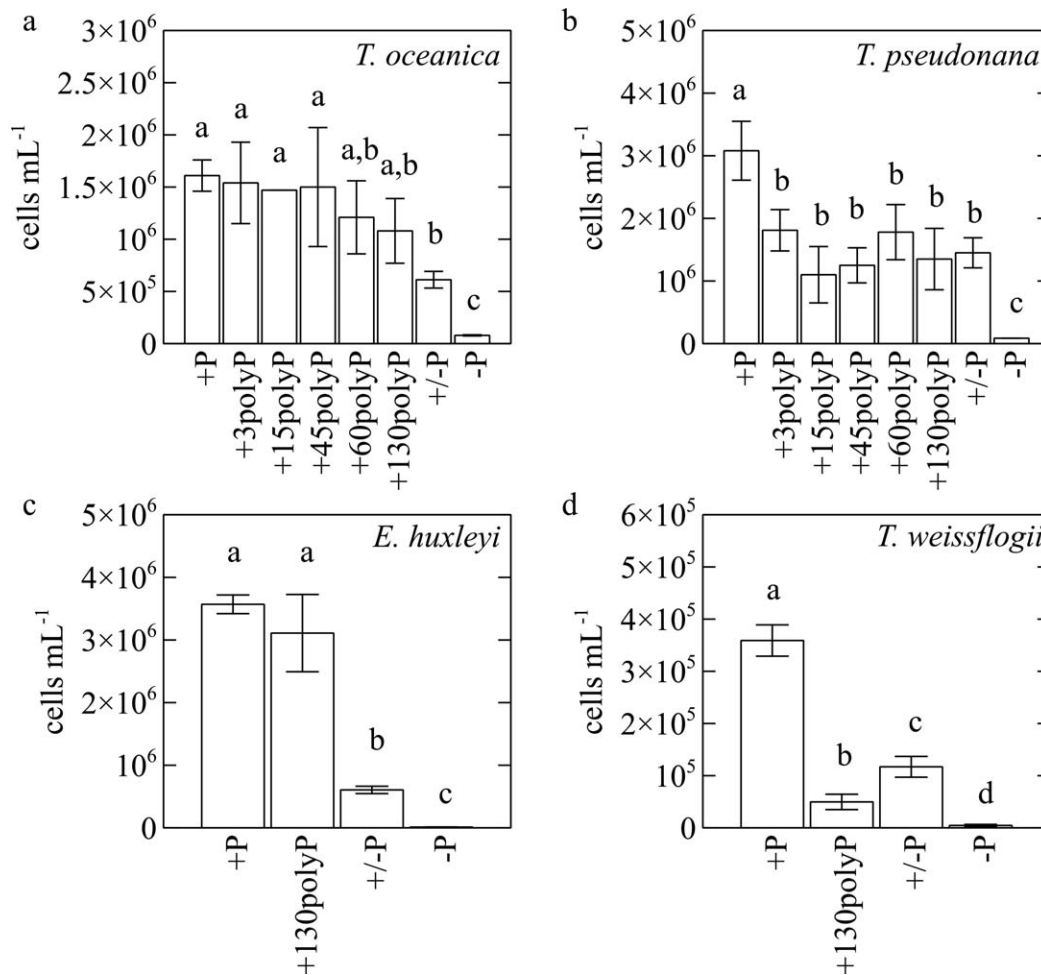 a
T. oceanica
cells mL⁻¹
3×10⁶
2.5×10⁶
2×10⁶
1.5×10⁶
10⁶
5×10⁵
0
a
a
a
a
a,b
a,b
b
c
+P
+3polyP
+15polyP
+45polyP
+60polyP
+130polyP
+/-P
-P
b
T. pseudonana
cells mL⁻¹
5×10⁶
4×10⁶
3×10⁶
2×10⁶
10⁶
0
a
b
b
b
b
b
b
c
+P
+3polyP
+15polyP
+45polyP
+60polyP
+130polyP
+/-P
-P
c
E. huxleyi
cells mL⁻¹
5×10⁶
4×10⁶
3×10⁶
2×10⁶
10⁶
0
a
a
b
c
+P
+130polyP
+/-P
-P
d
T. weissflogii
cells mL⁻¹
6×10⁵
5×10⁵
4×10⁵
3×10⁵
2×10⁵
10⁵
0
a
b
c
d
+P
+130polyP
+/-P
-P